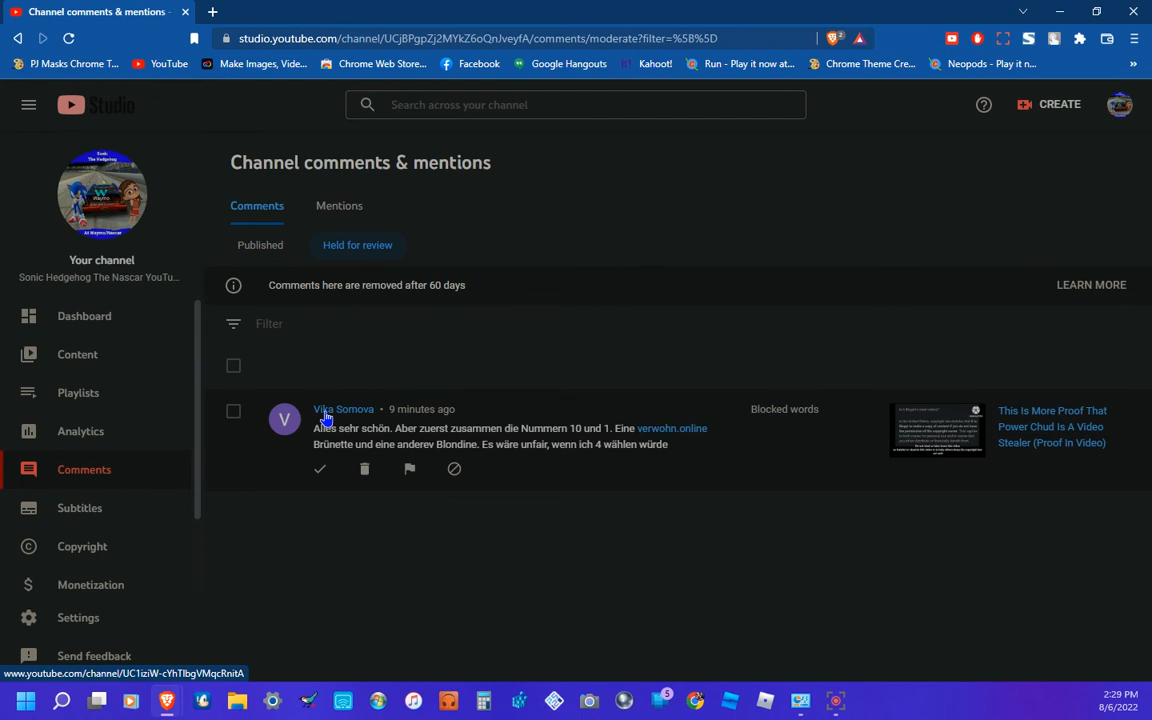 Channel comments & mentions -
studio.youtube.com/channel/UCjBPgpZj2MYkZ6oQnJveyfA/comments/moderate?filter=%5B%5D
2
PJ Masks Chrome T...
YouTube
Make Images, Vide...
Chrome Web Store...
Facebook
Google Hangouts
Kahoot!
Run - Play it now at...
Chrome Theme Cre...
Neopods - Play it n...
»
Studio
Search across your channel
CREATE
Channel comments & mentions
Comments
Mentions
Published
Held for review
Your channel
Sonic Hedgehog The Nascar YouTu...
Comments here are removed after 60 days
LEARN MORE
Filter
Dashboard
Content
Playlists
Analytics
Comments
Subtitles
Copyright
Monetization
Settings
Send feedback
V
Vika Somova • 9 minutes ago
Alles sehr schön. Aber zuerst zusammen die Nummern 10 und 1. Eine verwohn.online
Brünette und eine anderev Blondine. Es wäre unfair, wenn ich 4 wählen würde
Blocked words
This Is More Proof That
Power Chud Is A Video
Stealer (Proof In Video)
www.youtube.com/channel/UC1iziW-cYhTlbgVMqcRnitA
5
2:29 PM
8/6/2022